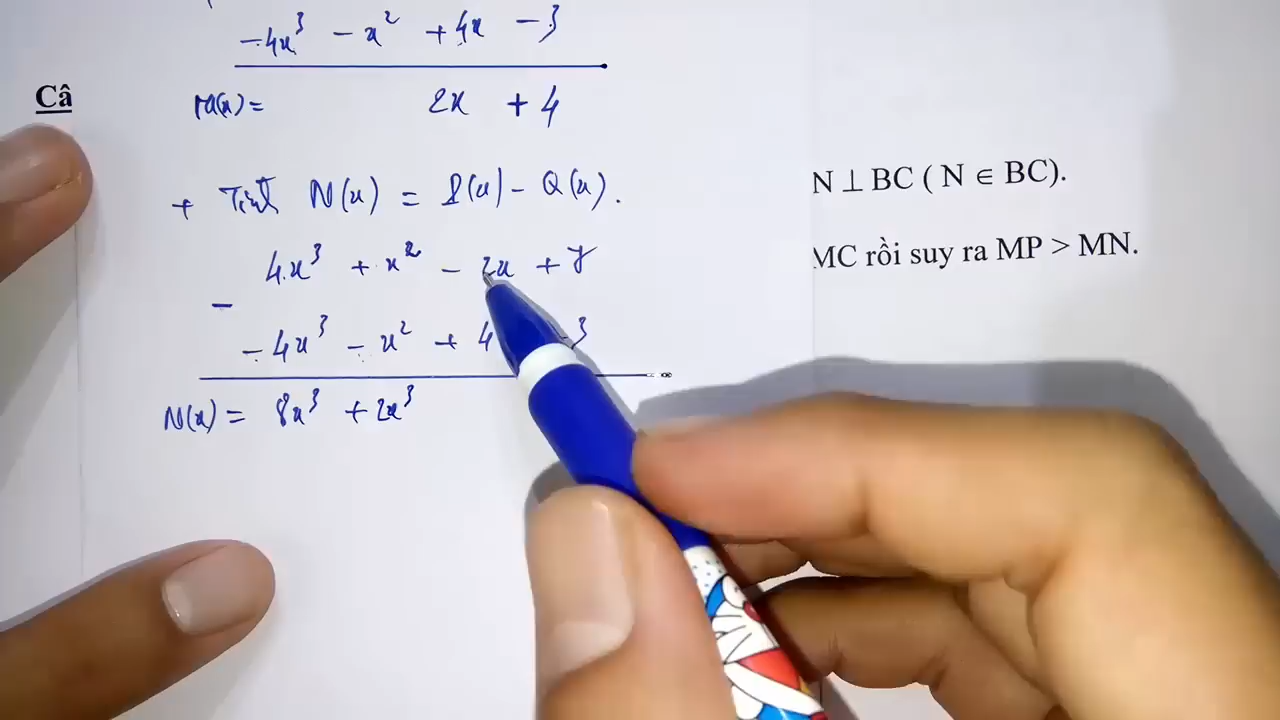 -4x³ - x² + 4x - 3
Câ
M(x) = 2x + 4
+ Tính N(x) = P(x) - Q(x).
N ⊥ BC ( N ∈ BC).
4x³ + x² - 2x + 7
MC rồi suy ra MP > MN.
-
-4x³ - x² + 4 -3
N(x) = 8x³ + 2x³